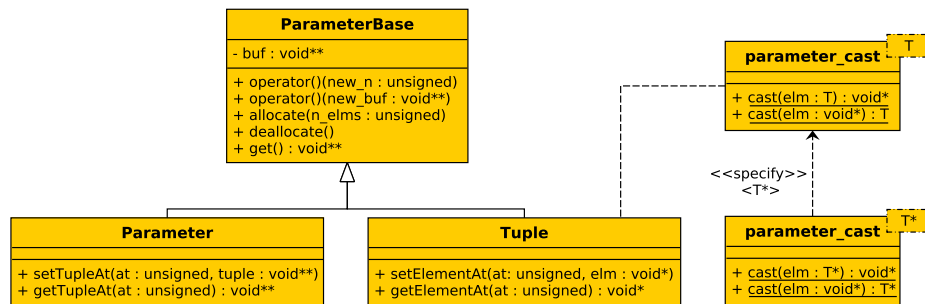 ParameterBase
- buf : void**
+ operator()(new_n : unsigned)
+ operator()(new_buf : void**)
+ allocate(n_elms : unsigned)
+ deallocate()
+ get() : void**
T
parameter_cast
+ cast(elm : T) : void*
+ cast(elm : void*) : T
<<specify>>
<T*>
Parameter
+ setTupleAt(at : unsigned, tuple : void**)
+ getTupleAt(at : unsigned) : void**
Tuple
+ setElementAt(at: unsigned, elm : void*)
+ getElementAt(at : unsigned) : void*
T*
parameter_cast
+ cast(elm : T*) : void*
+ cast(elm : void*) : T*